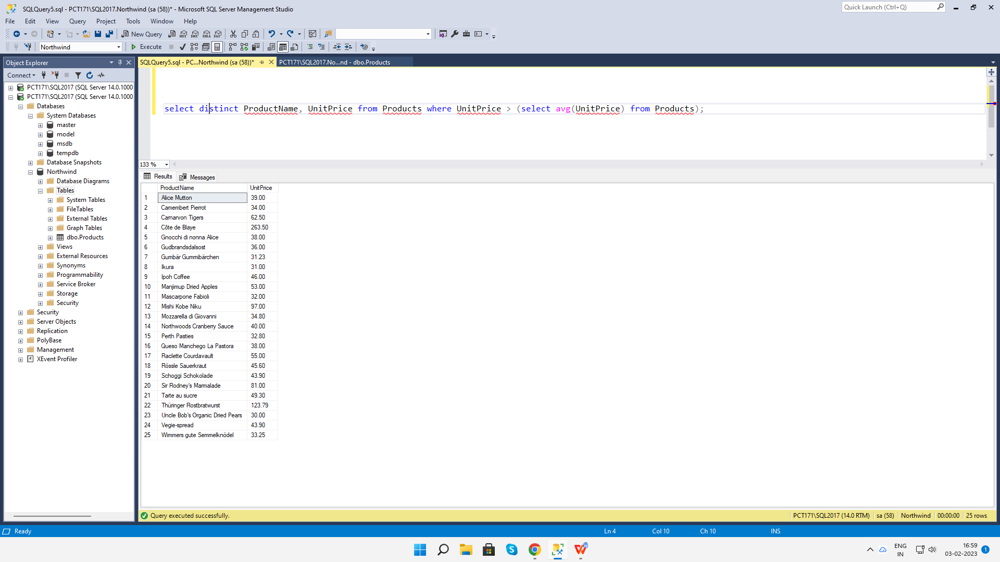 SQLQuery5.sql - PCT171\SQL2017.Northwind (sa (58))* - Microsoft SQL Server Management Studio
Quick Launch (Ctrl+Q)
File Edit View Query Project Tools Window Help
New Query MDX DMX XMLA DAX
Northwind Execute
Object Explorer
SQLQuery5.sql - PC...Northwind (sa (58))* PCT171\SQL2017.No...nd - dbo.Products
Connect
PCT171\SQL2017 (SQL Server 14.0.1000
PCT171\SQL2017 (SQL Server 14.0.1000
Databases
System Databases
master
model
msdb
tempdb
Database Snapshots
Northwind
Database Diagrams
Tables
System Tables
FileTables
External Tables
Graph Tables
dbo.Products
Views
External Resources
Synonyms
Programmability
Service Broker
Storage
Security
Security
Server Objects
Replication
PolyBase
Management
XEvent Profiler
select distinct ProductName, UnitPrice from Products where UnitPrice > (select avg(UnitPrice) from Products);
133 %
Results Messages
ProductName UnitPrice
1 Alice Mutton 39.00
2 Camembert Pierrot 34.00
3 Carnarvon Tigers 62.50
4 Côte de Blaye 263.50
5 Gnocchi di nonna Alice 38.00
6 Gudbrandsdalsost 36.00
7 Gumbär Gummibärchen 31.23
8 Ikura 31.00
9 Ipoh Coffee 46.00
10 Manjimup Dried Apples 53.00
11 Mascarpone Fabioli 32.00
12 Mishi Kobe Niku 97.00
13 Mozzarella di Giovanni 34.80
14 Northwoods Cranberry Sauce 40.00
15 Perth Pasties 32.80
16 Queso Manchego La Pastora 38.00
17 Raclette Courdavault 55.00
18 Rössle Sauerkraut 45.60
19 Schoggi Schokolade 43.90
20 Sir Rodney's Marmalade 81.00
21 Tarte au sucre 49.30
22 Thüringer Rostbratwurst 123.79
23 Uncle Bob's Organic Dried Pears 30.00
24 Vegie-spread 43.90
25 Wimmers gute Semmelknödel 33.25
Query executed successfully. PCT171\SQL2017 (14.0 RTM) sa (58) Northwind 00:00:00 25 rows
Ready Ln 4 Col 10 Ch 10 INS
ENG
IN
16:59
03-02-2023
1